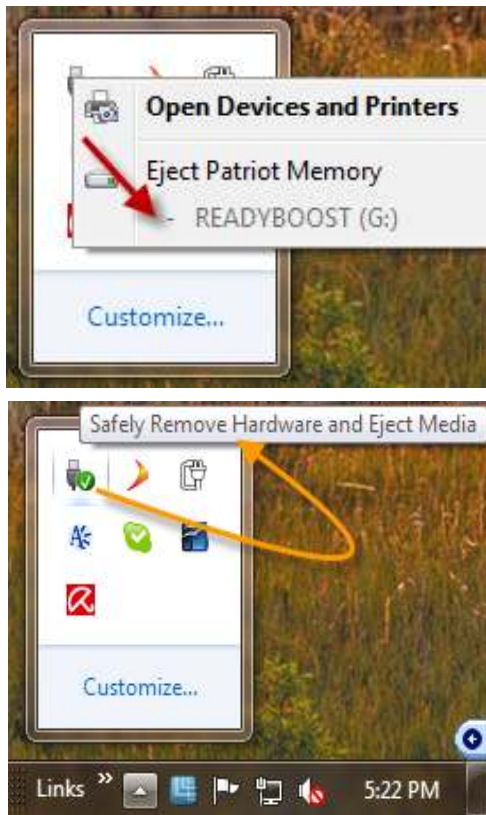 Open Devices and Printers
Eject Patriot Memory
- READYBOOST (G:)
Customize...
Safely Remove Hardware and Eject Media
Customize...
Links »
5:22 PM